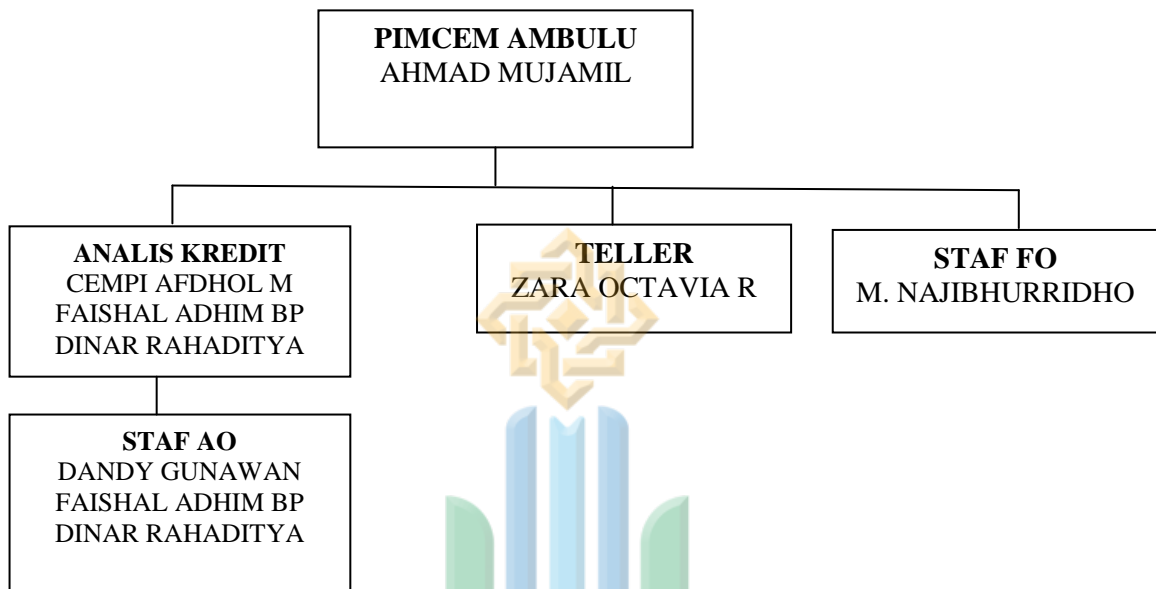 PIMCEM AMBULU
AHMAD MUJAMIL
ANALIS KREDIT
CEMPI AFDHOL M
FAISHAL ADHIM BP
DINAR RAHADITYA
TELLER
ZARA OCTAVIA R
STAF FO
M. NAJIBHURRIDHO
STAF AO
DANDY GUNAWAN
FAISHAL ADHIM BP
DINAR RAHADITYA